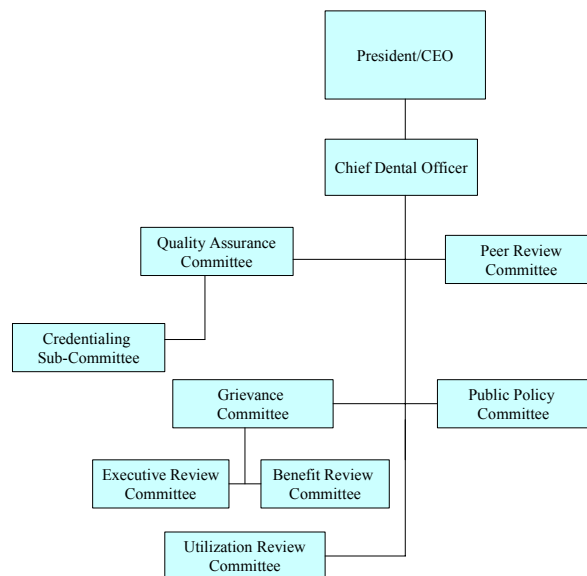 President/CEO
Chief Dental Officer
Quality Assurance
Committee
Peer Review
Committee
Credentialing
Sub-Committee
Grievance
Committee
Public Policy
Committee
Executive Review
Committee
Benefit Review
Committee
Utilization Review
Committee